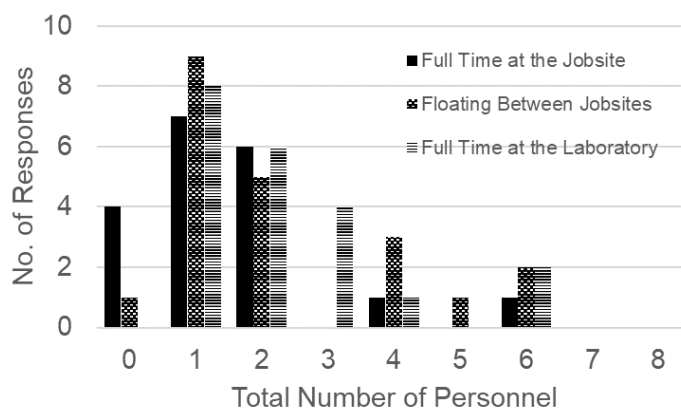 10
8
6
4
2
0
No. of Responses
Full Time at the Jobsite
Floating Between Jobsites
Full Time at the Laboratory
0 1 2 3 4 5 6 7 8
Total Number of Personnel